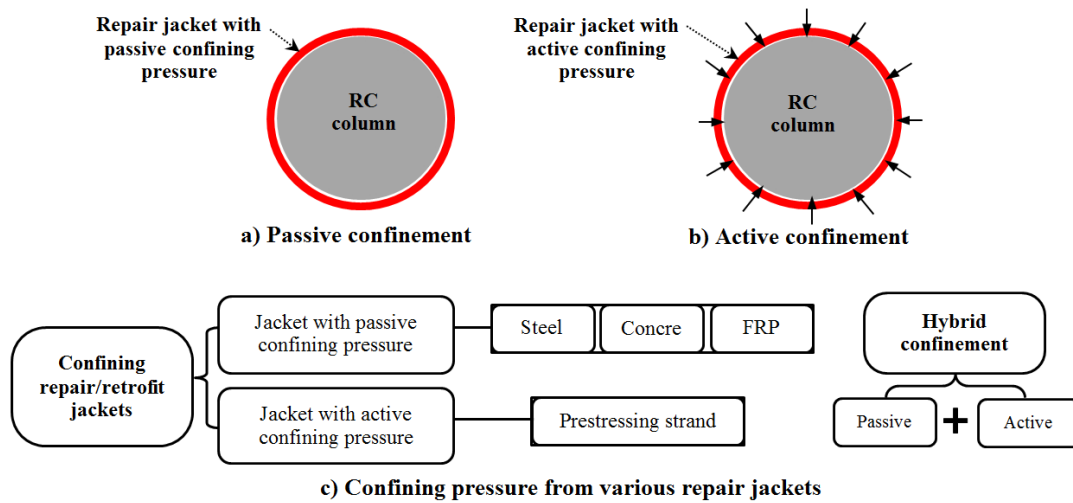 Repair jacket with
passive confining
pressure
RC
column
a) Passive confinement
Repair jacket with
active confining
pressure
RC
column
b) Active confinement
Confining
repair/retrofit
jackets
Jacket with passive
confining pressure
Steel
Concre
FRP
Jacket with active
confining pressure
Prestressing strand
Hybrid
confinement
Passive
+
Active
c) Confining pressure from various repair jackets